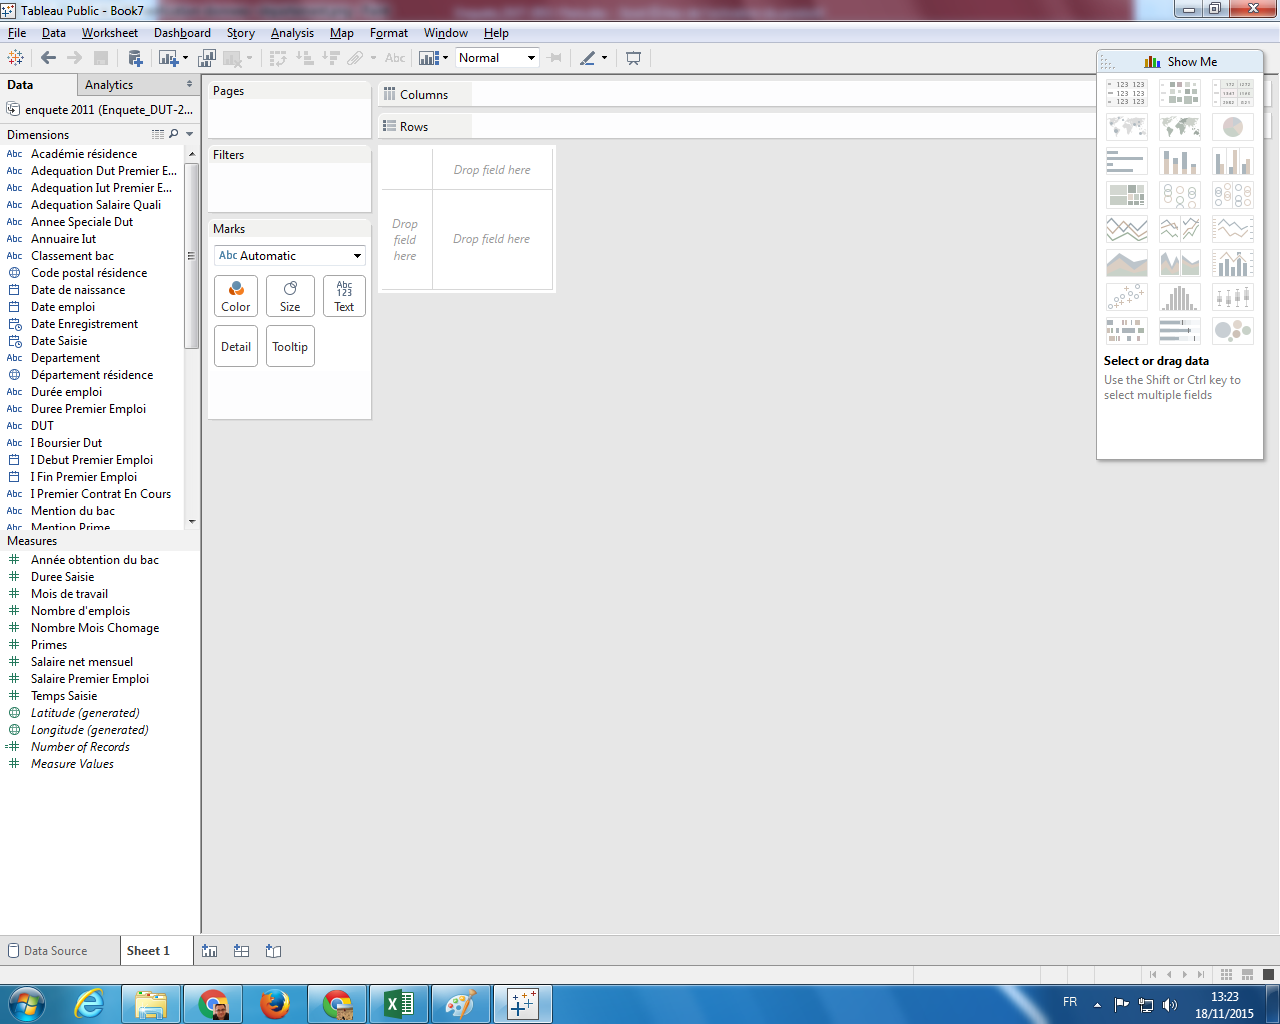 Tableau Public - Book7
File Data Worksheet Dashboard Story Analysis Map Format Window Help
Abc Normal
Data Analytics
enquete 2011 (Enquete_DUT-2...
Dimensions
Abc Académie résidence
Abc Adequation Dut Premier E...
Abc Adequation Iut Premier E...
Abc Adequation Salaire Quali
Abc Annee Speciale Dut
Abc Annuaire Iut
Abc Classement bac
Code postal résidence
Date de naissance
Date emploi
Date Enregistrement
Date Saisie
Abc Departement
Département résidence
Abc Durée emploi
Abc Duree Premier Emploi
Abc DUT
Abc I Boursier Dut
I Debut Premier Emploi
I Fin Premier Emploi
Abc I Premier Contrat En Cours
Abc Mention du bac
Abc Mention Prime
Measures
# Année obtention du bac
# Duree Saisie
# Mois de travail
# Nombre d'emplois
# Nombre Mois Chomage
# Primes
# Salaire net mensuel
# Salaire Premier Emploi
# Temps Saisie
Latitude (generated)
Longitude (generated)
=# Number of Records
# Measure Values
Pages
Filters
Marks
Abc Automatic
Color
Size
Abc
123
Text
Detail
Tooltip
Columns
Rows
Drop field here
Drop
field
here
Drop field here
Show Me
Select or drag data
Use the Shift or Ctrl key to
select multiple fields
Data Source
Sheet 1
FR
13:23
18/11/2015